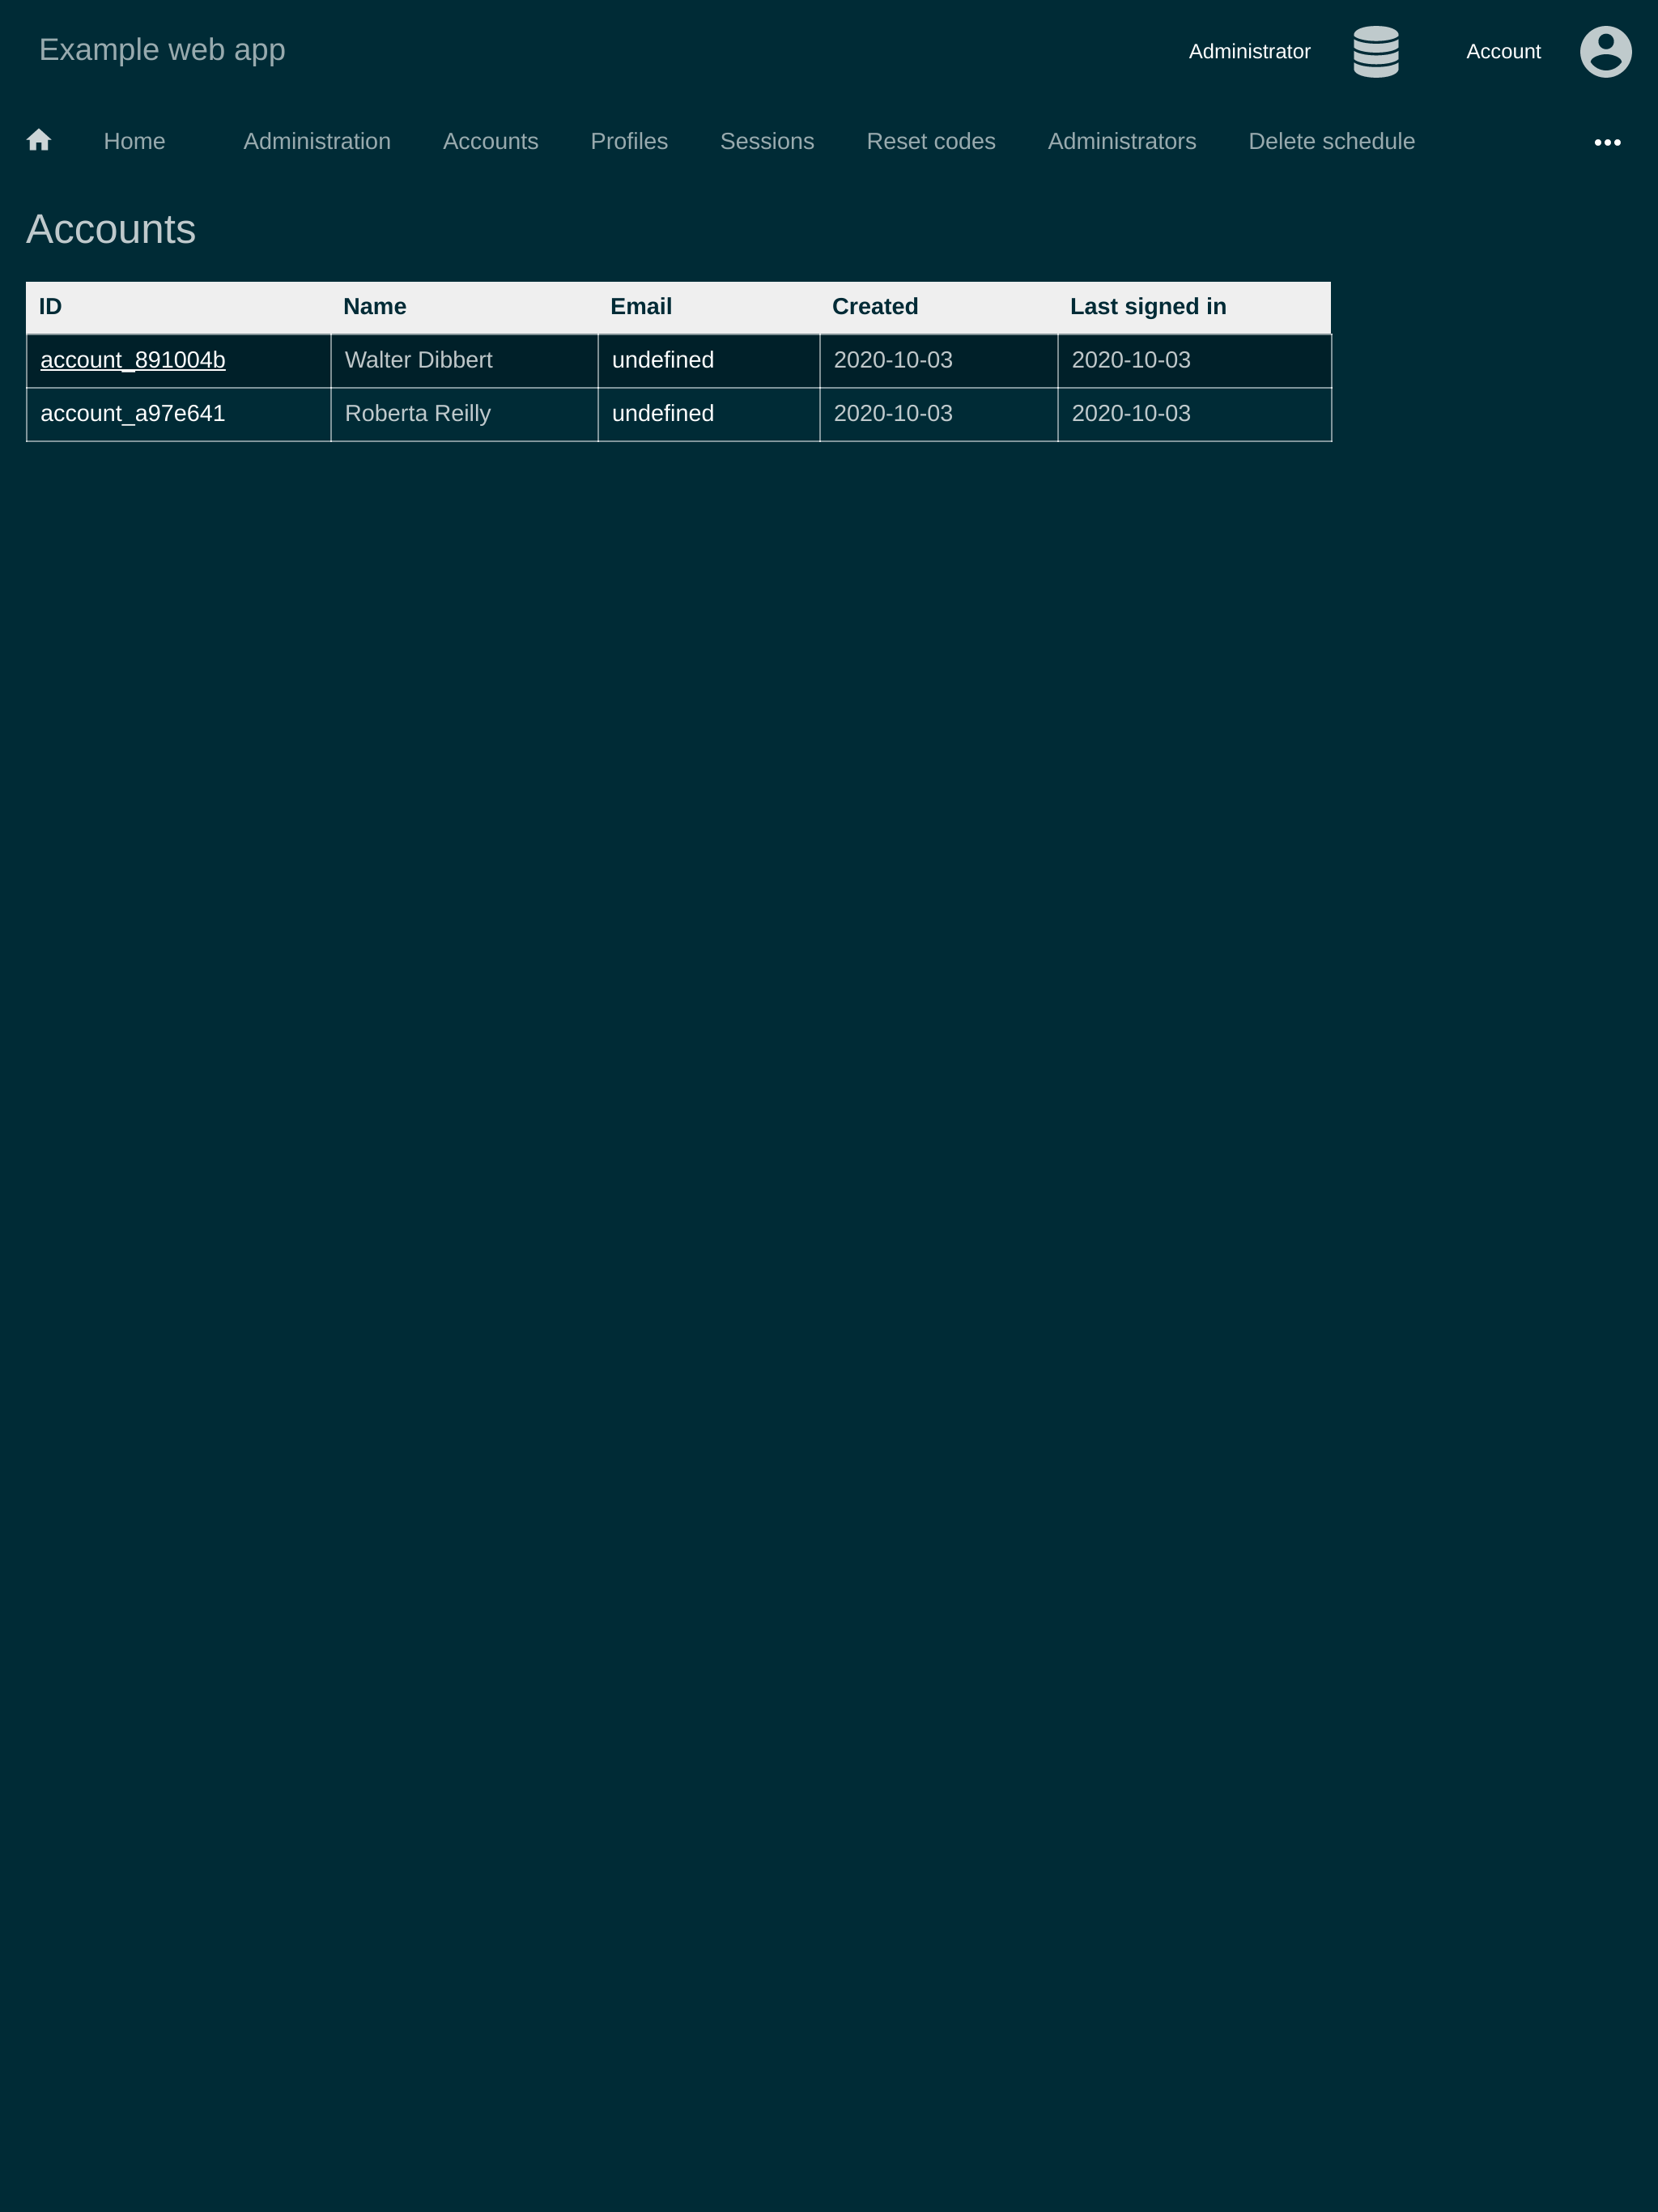 Example web app
Administrator Account
Home Administration Accounts Profiles Sessions Reset codes Administrators Delete schedule
Accounts
ID Name Email Created Last signed in
account_891004b Walter Dibbert undefined 2020-10-03 2020-10-03
account_a97e641 Roberta Reilly undefined 2020-10-03 2020-10-03